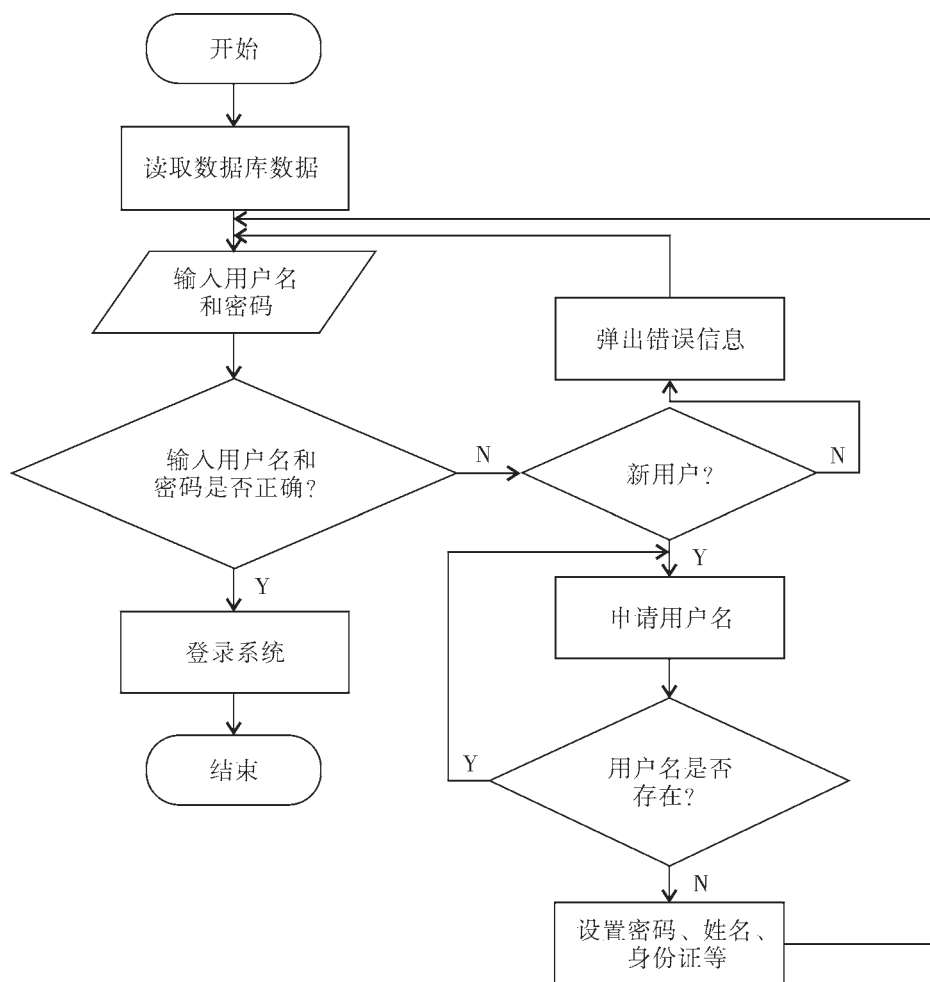 开始
读取数据库数据
输入用户名
和密码
弹出错误信息
输入用户名和
密码是否正确?
N
新用户?
N
Y
Y
申请用户名
登录系统
结束
Y
用户名是否
存在?
N
设置密码、姓名、
身份证等